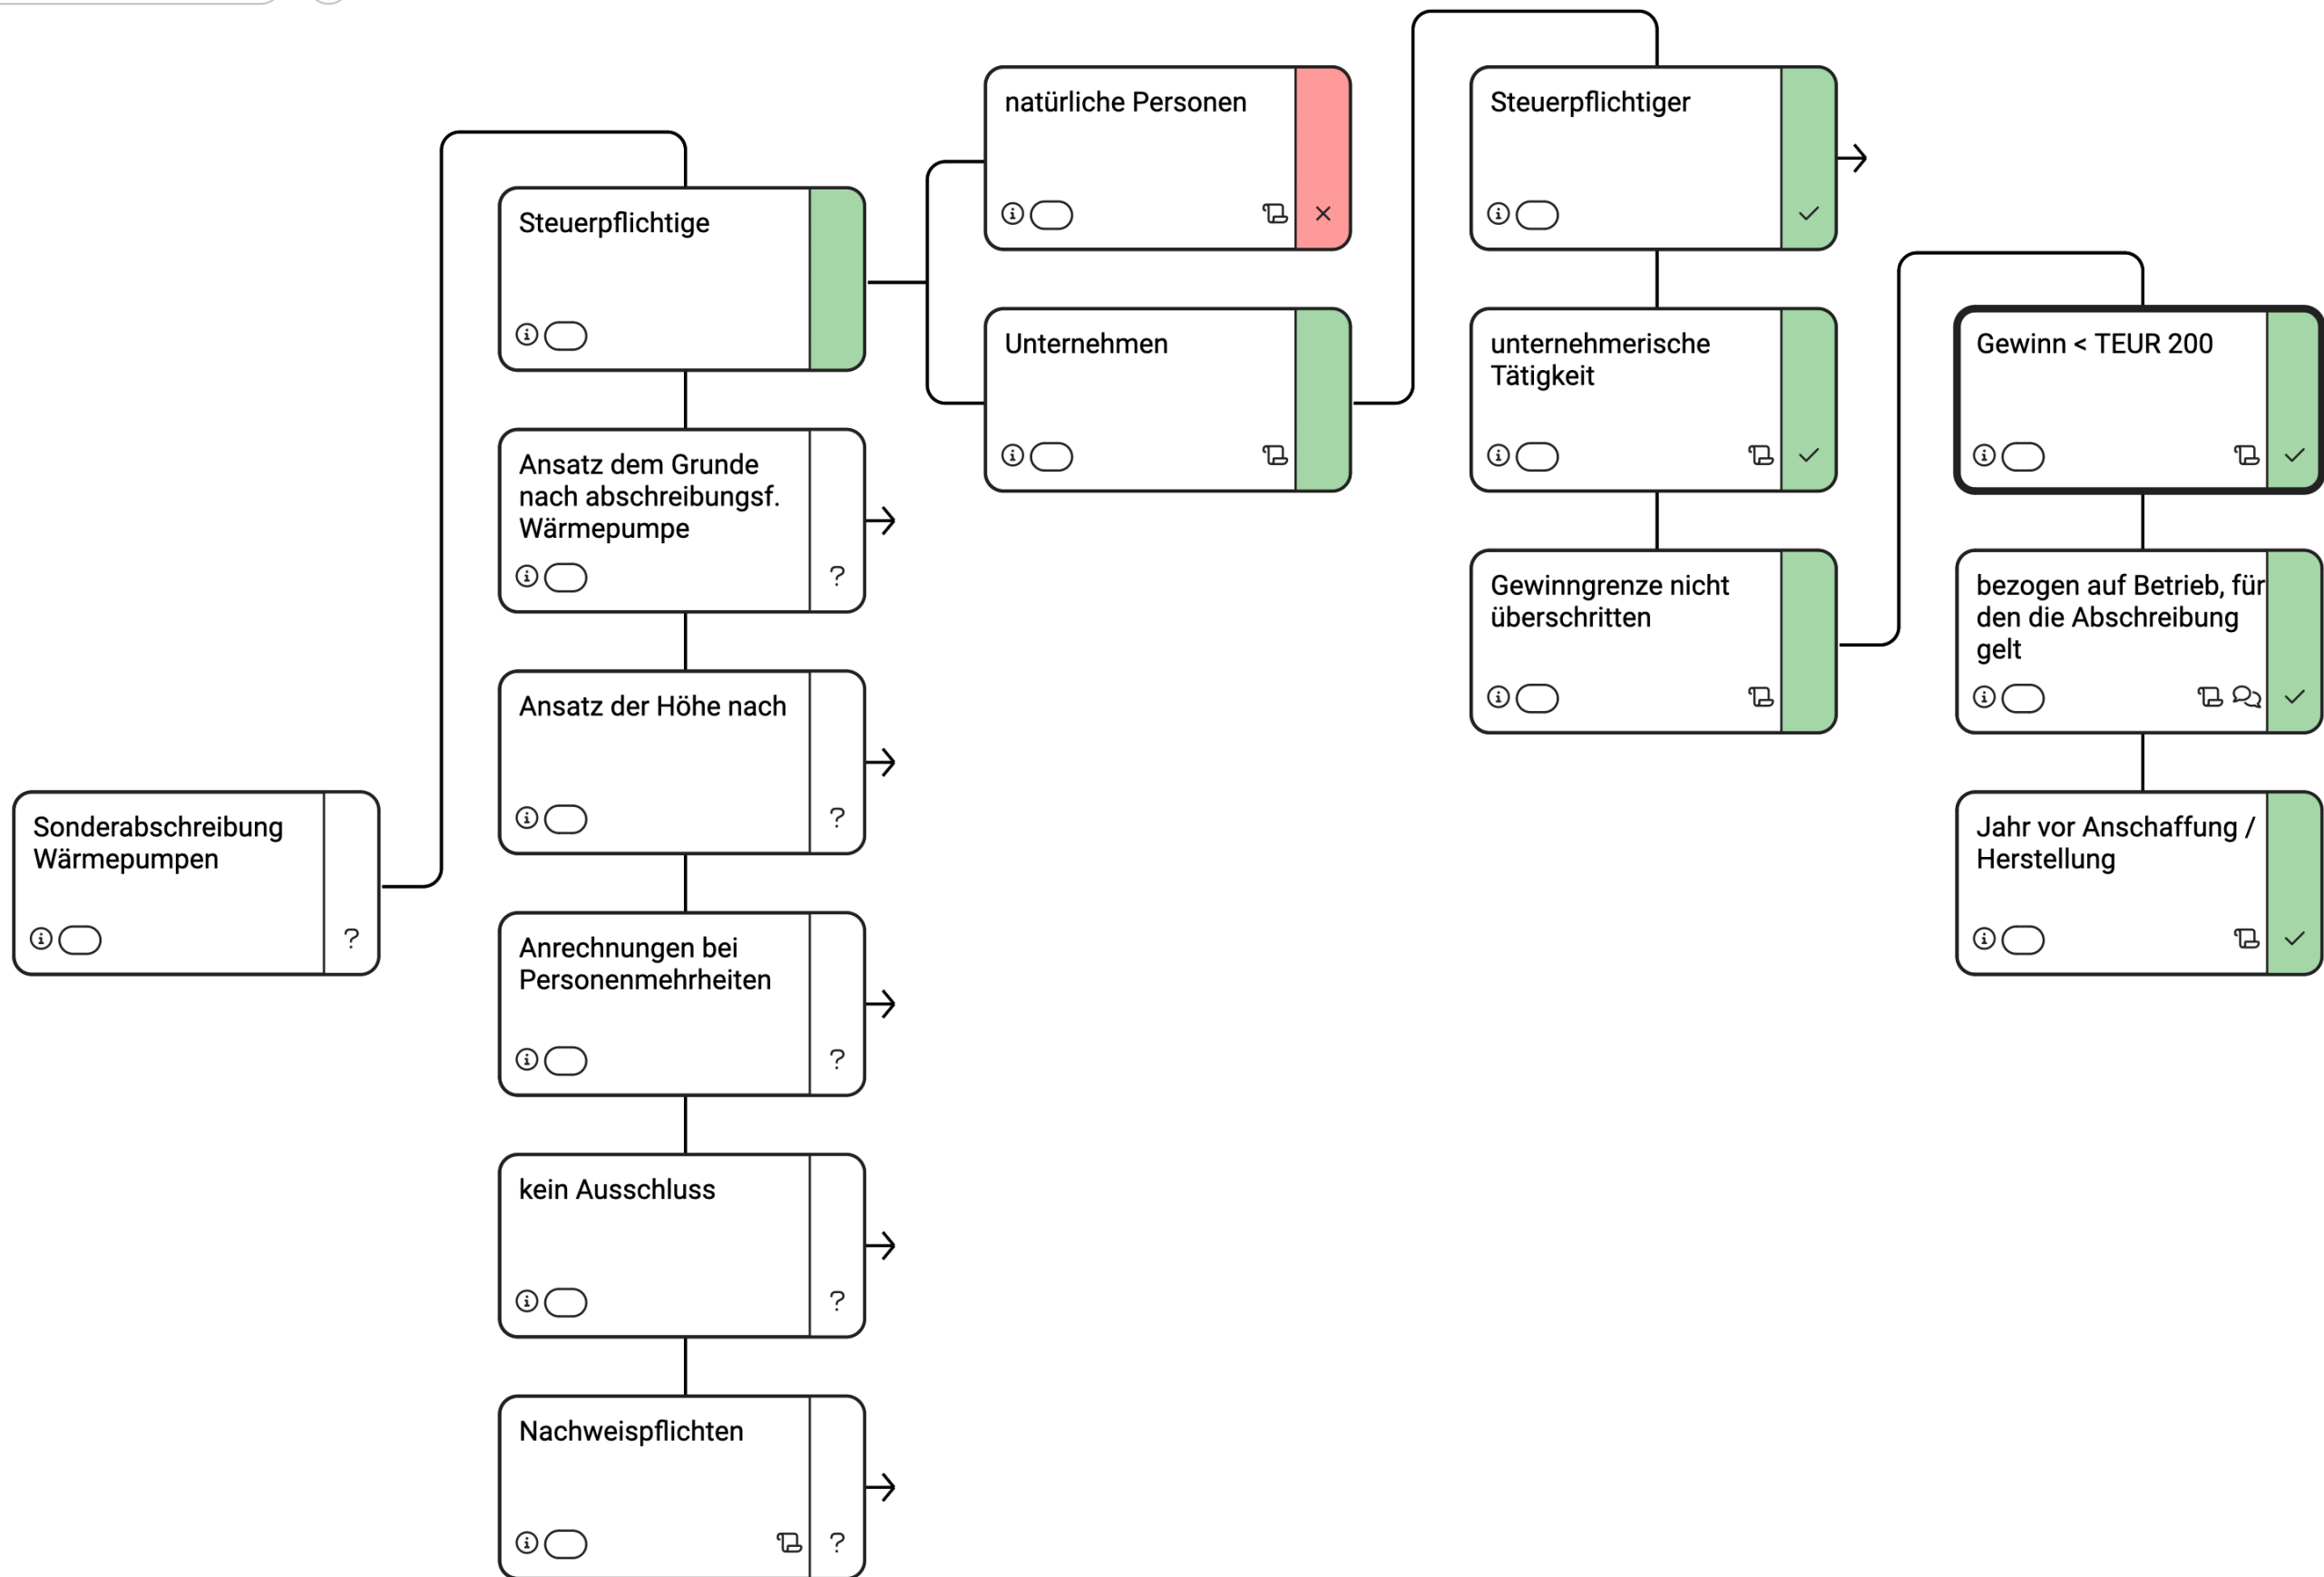 Sonderabschreibung
Wärmepumpen
?
Steuerpflichtige
Ansatz dem Grunde
nach abschreibungsf.
Wärmepumpe
?
Ansatz der Höhe nach
?
Anrechnungen bei
Personenmehrheiten
?
kein Ausschluss
?
Nachweispflichten
?
natürliche Personen
Unternehmen
Steuerpflichtiger
unternehmerische
Tätigkeit
Gewinngrenze nicht
überschritten
Gewinn < TEUR 200
bezogen auf Betrieb, für
den die Abschreibung
gelt
Jahr vor Anschaffung /
Herstellung